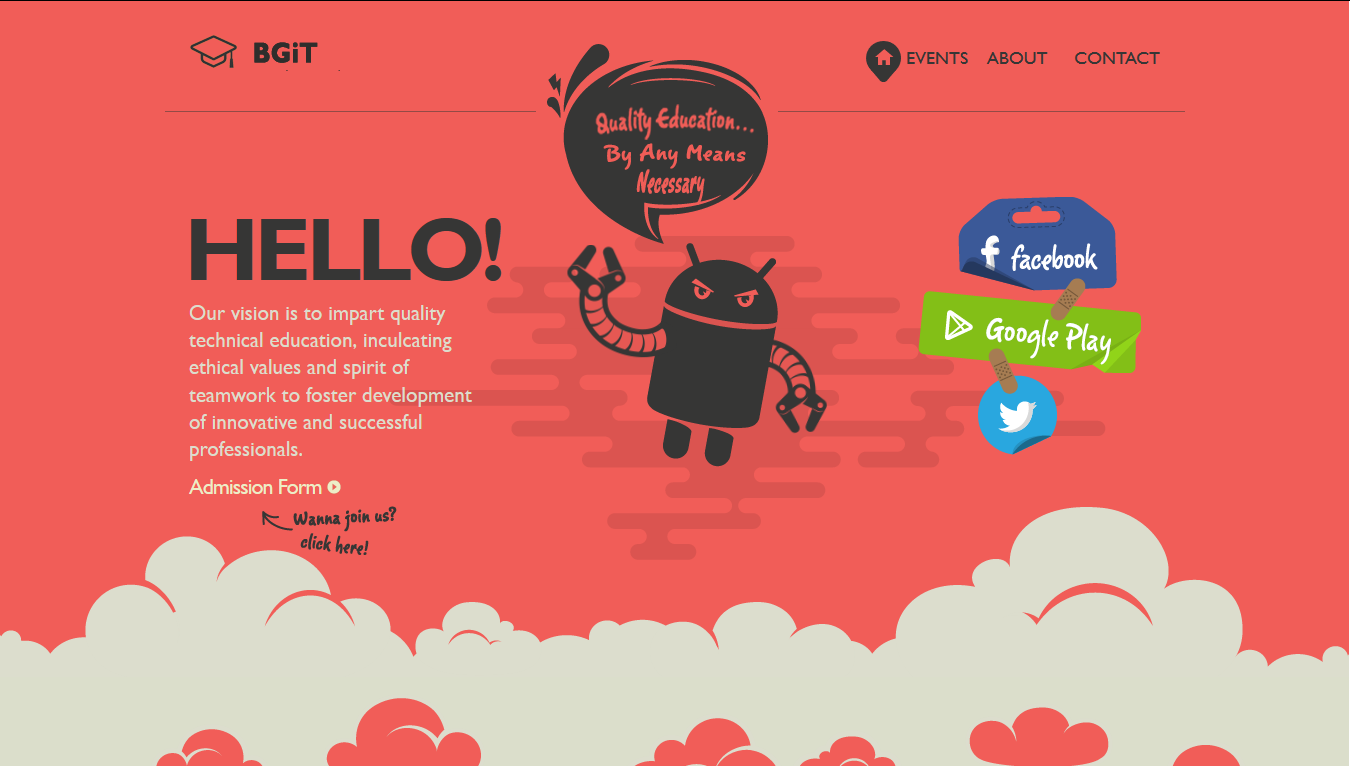 BGiT
EVENTS ABOUT CONTACT
Quality Education...
By Any Means
Necessary
HELLO!
Our vision is to impart quality
technical education, inculcating
ethical values and spirit of
teamwork to foster development
of innovative and successful
professionals.
Admission Form
Wanna join us?
click here!
f facebook
Google Play